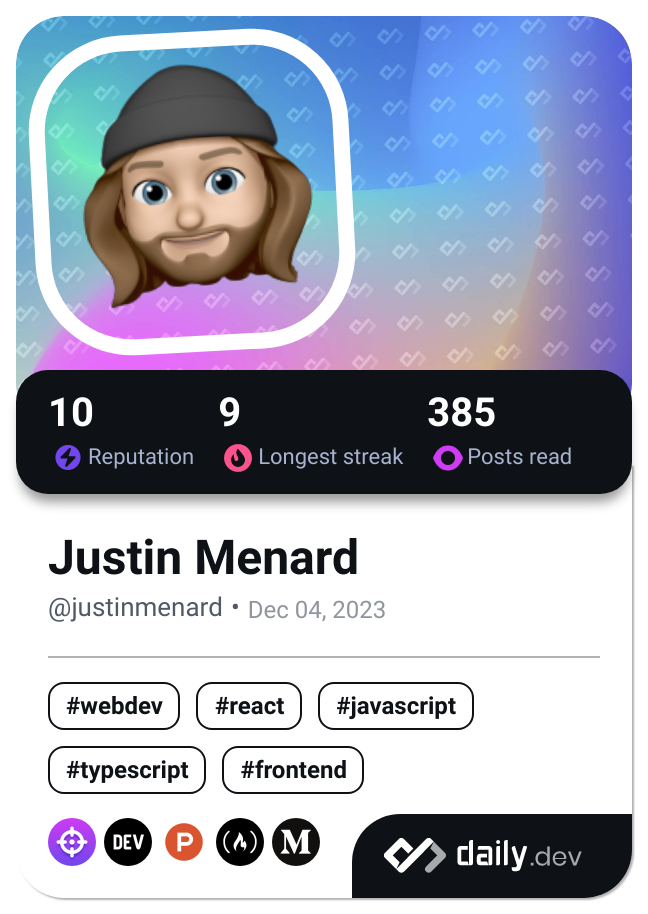 10 9 385
Reputation Longest streak Posts read
Justin Menard
@justinmenard • Dec 04, 2023
#webdev #react #javascript
#typescript #frontend
DEV P M daily.dev